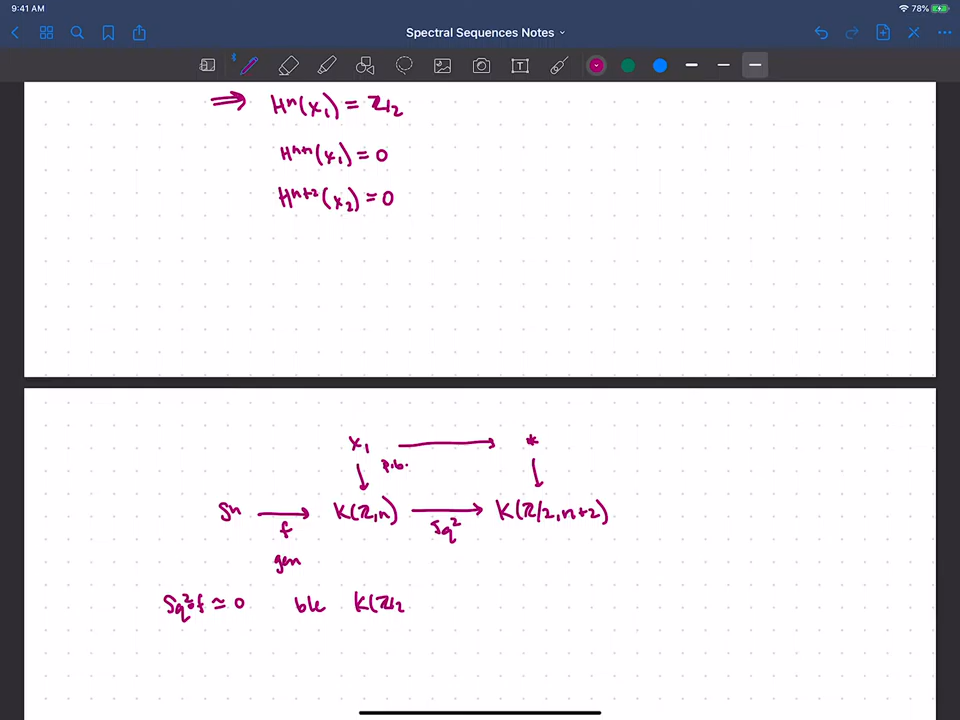 9:41 AM
78%
Spectral Sequences Notes
⇒ Hⁿ(X₁) = ℤ/2
Hⁿ⁺¹(X₁) = 0
Hⁿ⁺²(X₂) = 0
X₁ → *
p.b.
Sⁿ → K(ℤ,n) → K(ℤ/2,n+2)
f Sq²
gen
Sq²∘f ≃ 0 b/c K(ℤ/2